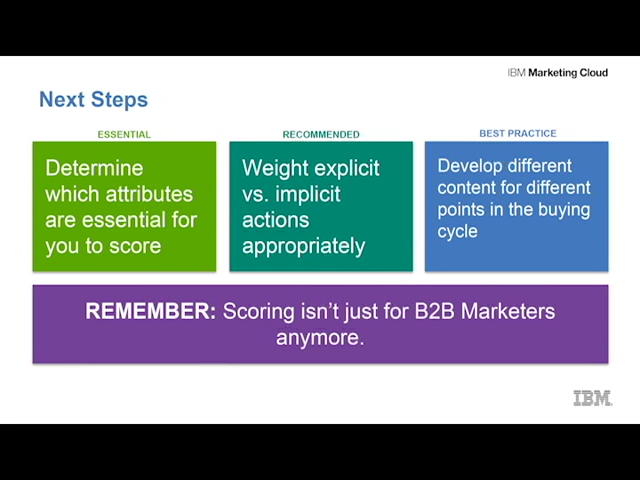 IBM Marketing Cloud
Next Steps
ESSENTIAL
Determine
which attributes
are essential for
you to score
RECOMMENDED
Weight explicit
vs. implicit
actions
appropriately
BEST PRACTICE
Develop different
content for different
points in the buying
cycle
REMEMBER: Scoring isn't just for B2B Marketers
anymore.
IBM